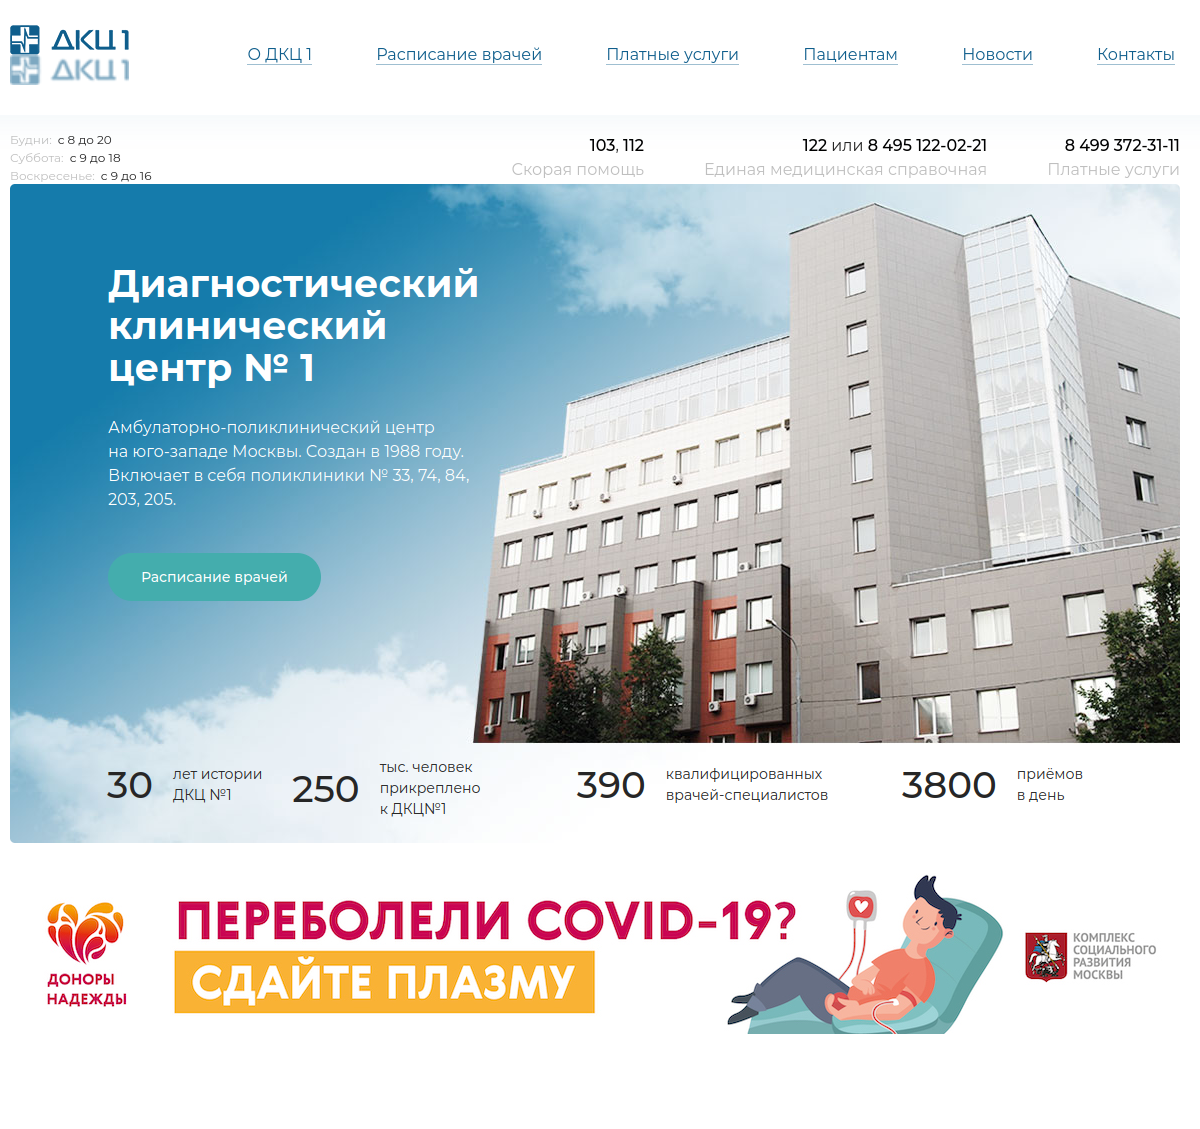 ДКЦ 1
ДКЦ 1
О ДКЦ 1
Расписание врачей
Платные услуги
Пациентам
Новости
Контакты
Будни: с 8 до 20
Суббота: с 9 до 18
Воскресенье: с 9 до 16
103, 112
Скорая помощь
122 или 8 495 122-02-21
Единая медицинская справочная
8 499 372-31-11
Платные услуги
Диагностический
клинический
центр № 1
Амбулаторно-поликлинический центр
на юго-западе Москвы. Создан в 1988 году.
Включает в себя поликлиники № 33, 74, 84,
203, 205.
Расписание врачей
30
лет истории
ДКЦ №1
250
тыс. человек
прикреплено
к ДКЦ№1
390
квалифицированных
врачей-специалистов
3800
приёмов
в день
ДОНОРЫ
НАДЕЖДЫ
ПЕРЕБОЛЕЛИ COVID-19?
СДАЙТЕ ПЛАЗМУ
КОМПЛЕКС
СОЦИАЛЬНОГО
РАЗВИТИЯ
МОСКВЫ